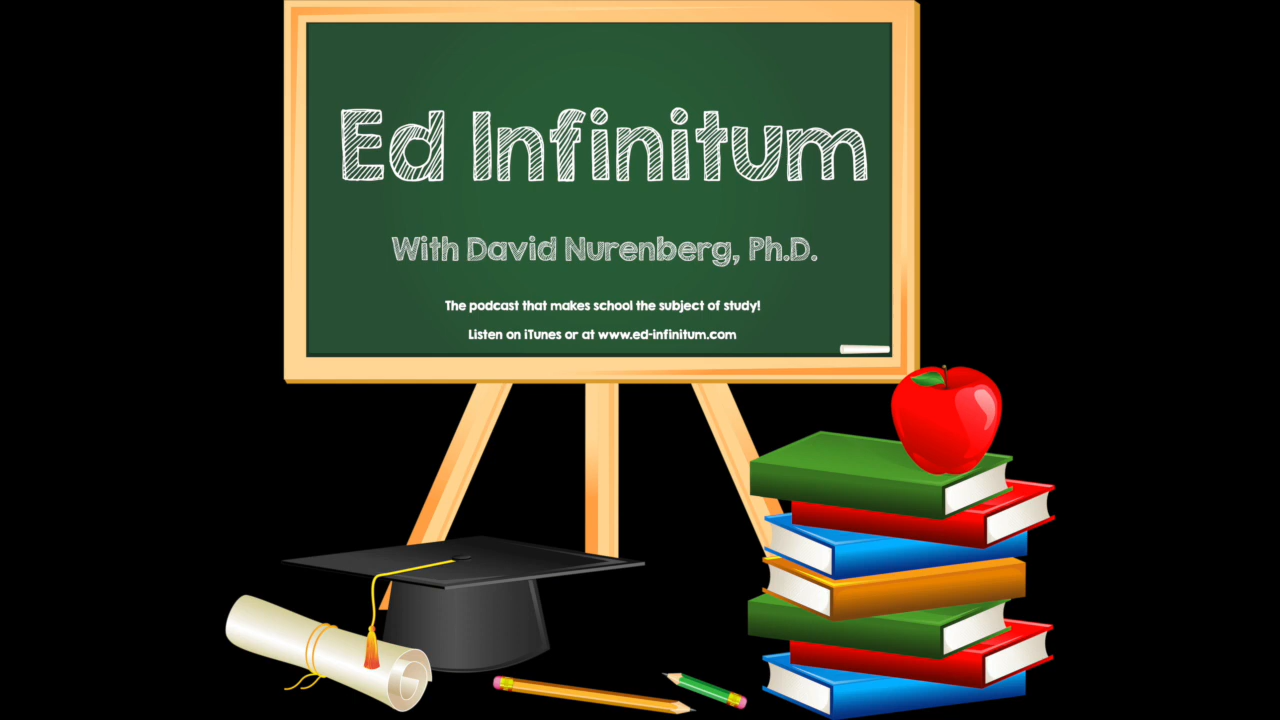 Ed Infinitum
With David Nurenberg, Ph.D.
The podcast that makes school the subject of study!
Listen on iTunes or at www.ed-infinitum.com